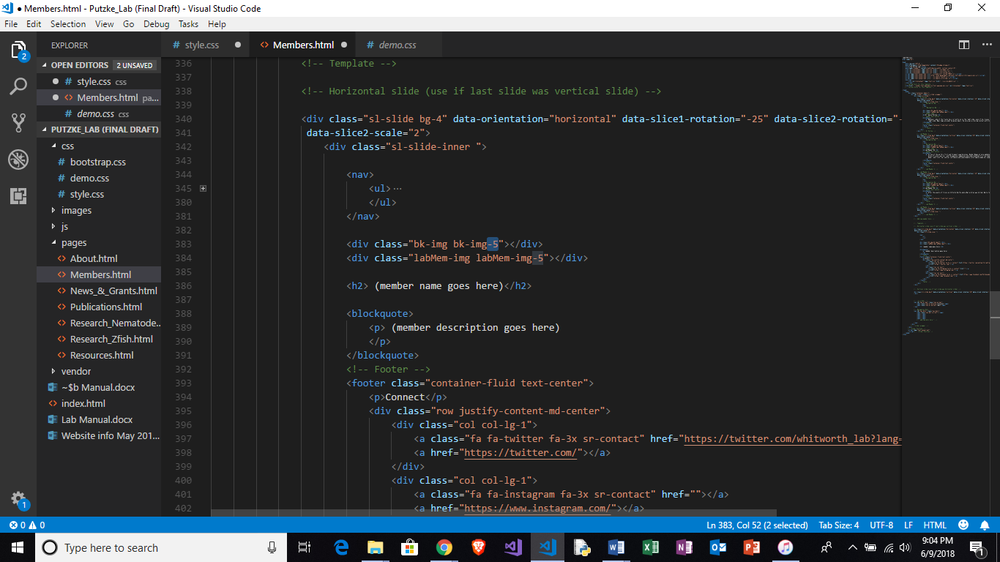 Members.html - Putzke_Lab (Final Draft) - Visual Studio Code
File Edit Selection View Go Debug Tasks Help
EXPLORER
style.css
Members.html
demo.css
OPEN EDITORS 2 UNSAVED
style.css css
Members.html pa...
demo.css css
PUTZKE_LAB (FINAL DRAFT)
css
bootstrap.css
demo.css
style.css
images
js
pages
About.html
Members.html
News_&_Grants.html
Publications.html
Research_Nematode...
Research_Zfish.html
Resources.html
vendor
~$b Manual.docx
index.html
Lab Manual.docx
Website info May 201...
2
1
336 <!-- Template -->
337
338 <!-- Horizontal slide (use if last slide was vertical slide) -->
339
340 <div class="sl-slide bg-4" data-orientation="horizontal" data-slice1-rotation="-25" data-slice2-rotation="-
341 data-slice2-scale="2">
342 <div class="sl-slide-inner ">
343
344 <nav>
345 <ul>...
380 </ul>
381 </nav>
382
383 <div class="bk-img bk-img-5"></div>
384 <div class="labMem-img labMem-img-5"></div>
385
386 <h2> (member name goes here)</h2>
387
388 <blockquote>
389 <p> (member description goes here)
390 </p>
391 </blockquote>
392 <!-- Footer -->
393 <footer class="container-fluid text-center">
394 <p>Connect</p>
395 <div class="row justify-content-md-center">
396 <div class="col col-lg-1">
397 <a class="fa fa-twitter fa-3x sr-contact" href="https://twitter.com/whitworth_lab?lang=
398 <a href="https://twitter.com/"></a>
399 </div>
400 <div class="col col-lg-1">
401 <a class="fa fa-instagram fa-3x sr-contact" href=""></a>
402 <a href="https://www.instagram.com/"></a>
0 0
Ln 383, Col 52 (2 selected) Tab Size: 4 UTF-8 LF HTML
Type here to search
9:04 PM
6/9/2018
1